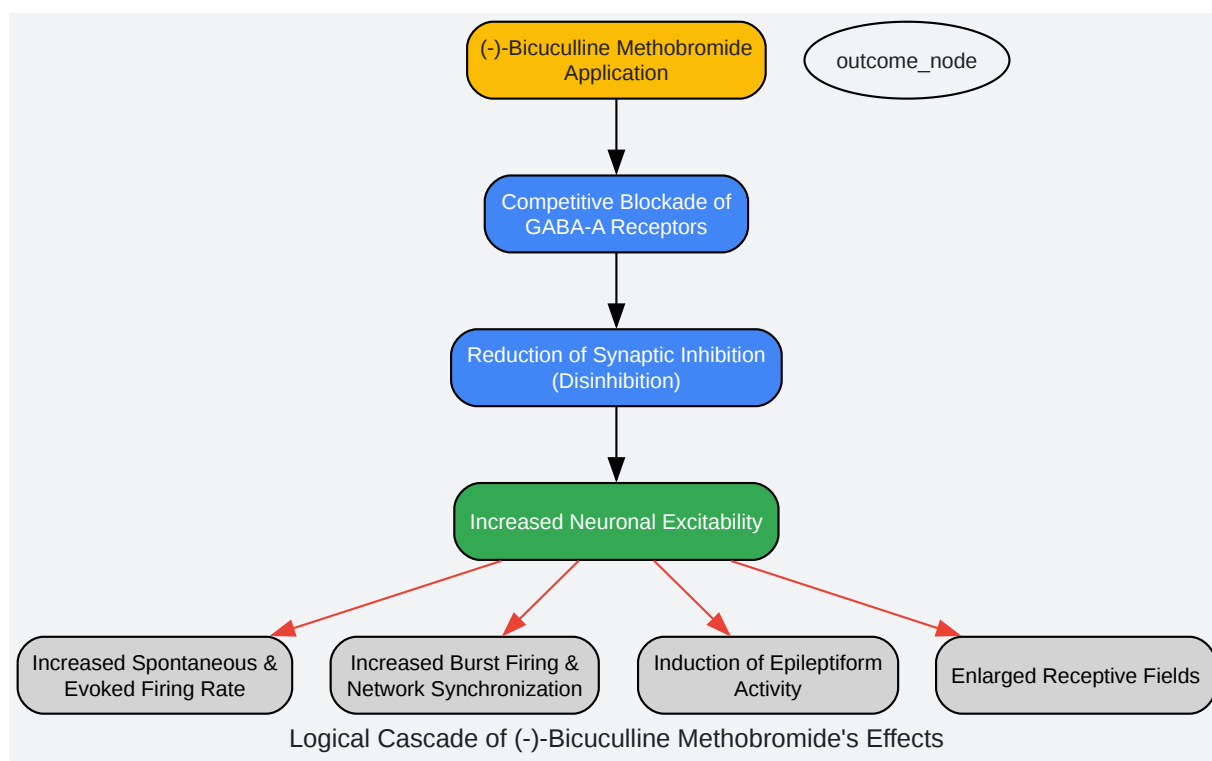 (-)-Bicuculline Methobromide
Application
outcome_node
Competitive Blockade of
GABA-A Receptors
Reduction of Synaptic Inhibition
(Disinhibition)
Increased Neuronal Excitability
Increased Spontaneous &
Evoked Firing Rate
Increased Burst Firing &
Network Synchronization
Induction of Epileptiform
Activity
Enlarged Receptive Fields
Logical Cascade of (-)-Bicuculline Methobromide's Effects